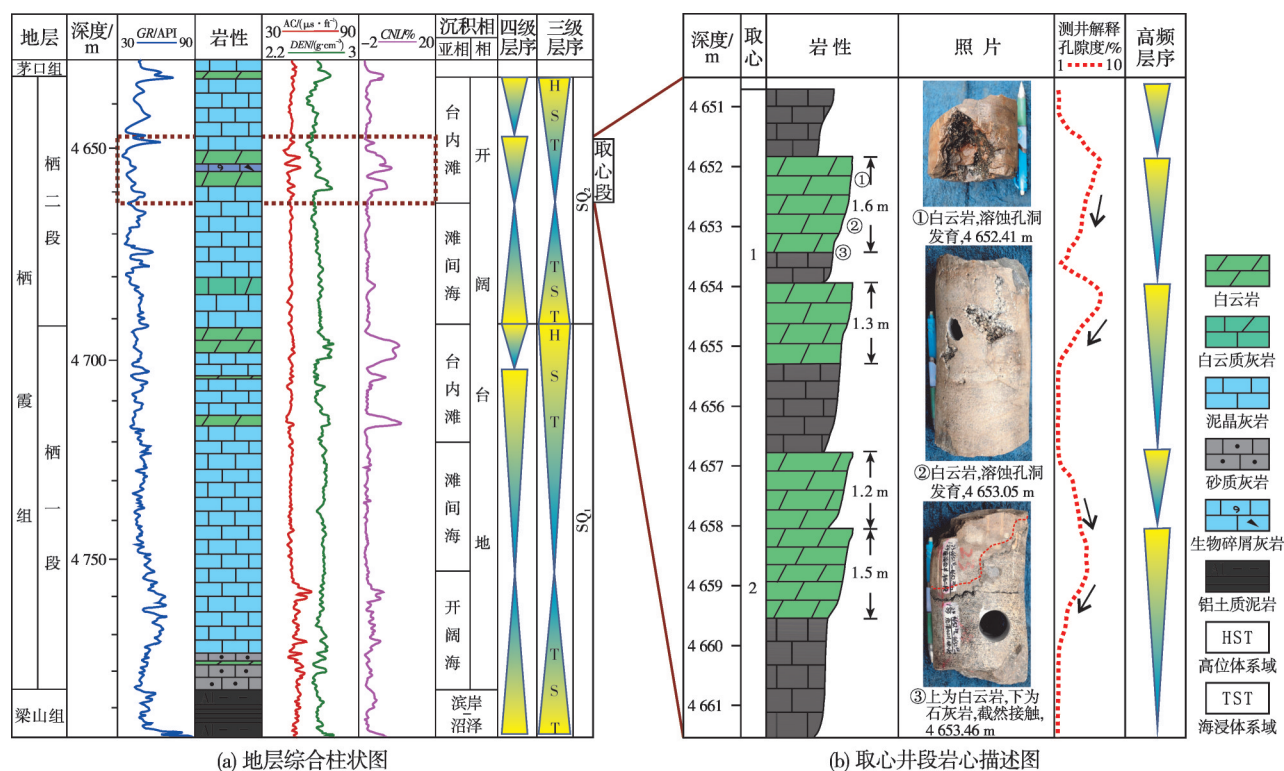 地层
深度/
m
GR/API
30 90
岩性
AC/(μs·ft⁻¹)
30 90
DEN/(g·cm⁻³)
2.2 3
CNL/%
-2 20
沉积相
亚相 相
四级
层序
三级
层序
茅口组
栖
霞
组
栖
二
段
栖
一
段
梁山组
4 650
4 700
4 750
台
内
滩
滩
间
海
台
内
滩
滩
间
海
开
阔
海
滨岸
-
沼泽
开
阔
台
地
H
S
T
T
S
T
H
S
T
T
S
T
SQ₂
SQ₁
取心段
(a) 地层综合柱状图
深度/
m
取
心
岩性
照片
测井解释
孔隙度/%
1 10
高频
层序
4 651
4 652
4 653
4 654
4 655
4 656
4 657
4 658
4 659
4 660
4 661
1
2
①
1.6 m
②
③
1.3 m
1.2 m
1.5 m
①白云岩,溶蚀孔洞
发育,4 652.41 m
②白云岩,溶蚀孔洞
发育,4 653.05 m
③上为白云岩,下为
石灰岩,截然接触,
4 653.46 m
(b) 取心井段岩心描述图
白云岩
白云质灰岩
泥晶灰岩
砂质灰岩
生物碎屑灰岩
铝土质泥岩
HST
高位体系域
TST
海浸体系域